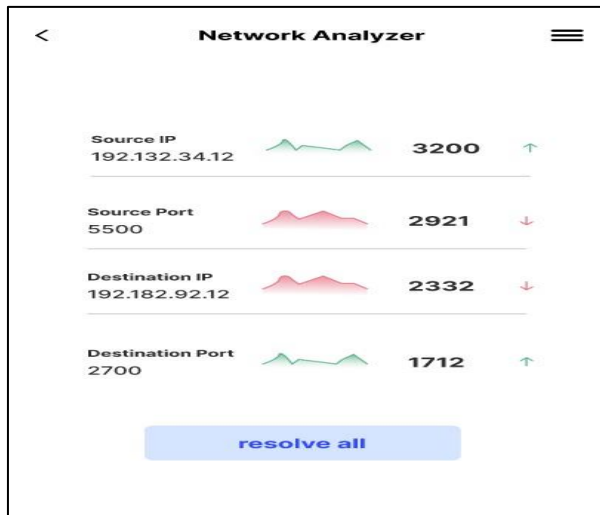 <
Network Analyzer
Source IP
192.132.34.12
3200 ↑
Source Port
5500
2921 ↓
Destination IP
192.182.92.12
2332 ↓
Destination Port
2700
1712 ↑
resolve all